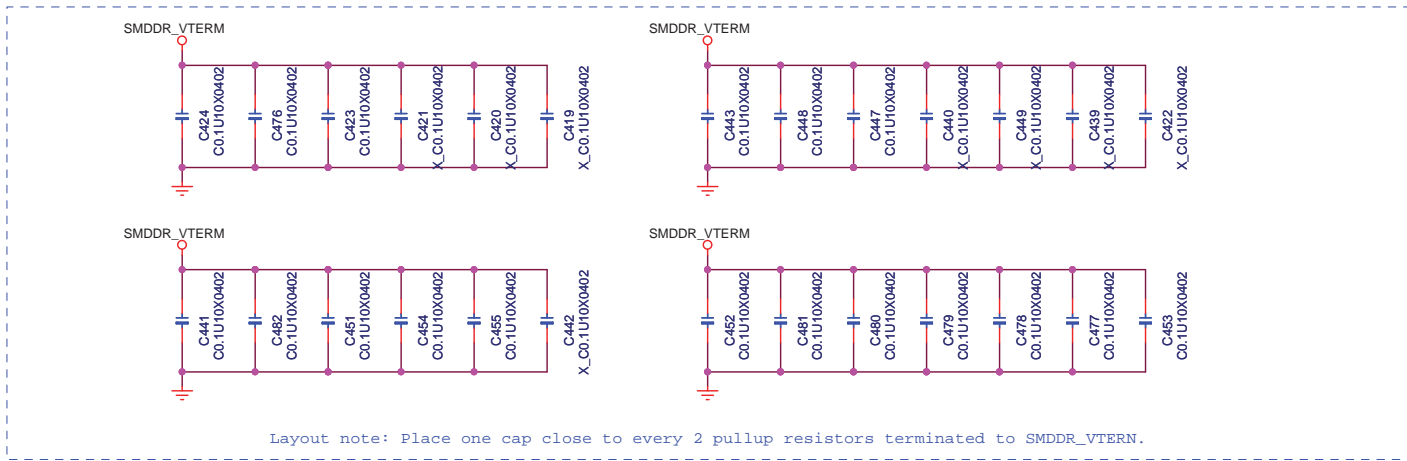 SMDDR_VTERM
C424
C0.1U10X0402
C476
C0.1U10X0402
C423
C0.1U10X0402
C421
X_C0.1U10X0402
C420
X_C0.1U10X0402
C419
X_C0.1U10X0402
SMDDR_VTERM
C443
C0.1U10X0402
C448
C0.1U10X0402
C447
C0.1U10X0402
C440
X_C0.1U10X0402
C449
X_C0.1U10X0402
C439
X_C0.1U10X0402
C422
X_C0.1U10X0402
SMDDR_VTERM
C441
C0.1U10X0402
C482
C0.1U10X0402
C451
C0.1U10X0402
C454
C0.1U10X0402
C455
C0.1U10X0402
C442
X_C0.1U10X0402
SMDDR_VTERM
C452
C0.1U10X0402
C481
C0.1U10X0402
C480
C0.1U10X0402
C479
C0.1U10X0402
C478
C0.1U10X0402
C477
C0.1U10X0402
C453
C0.1U10X0402
Layout note: Place one cap close to every 2 pullup resistors terminated to SMDDR_VTERN.